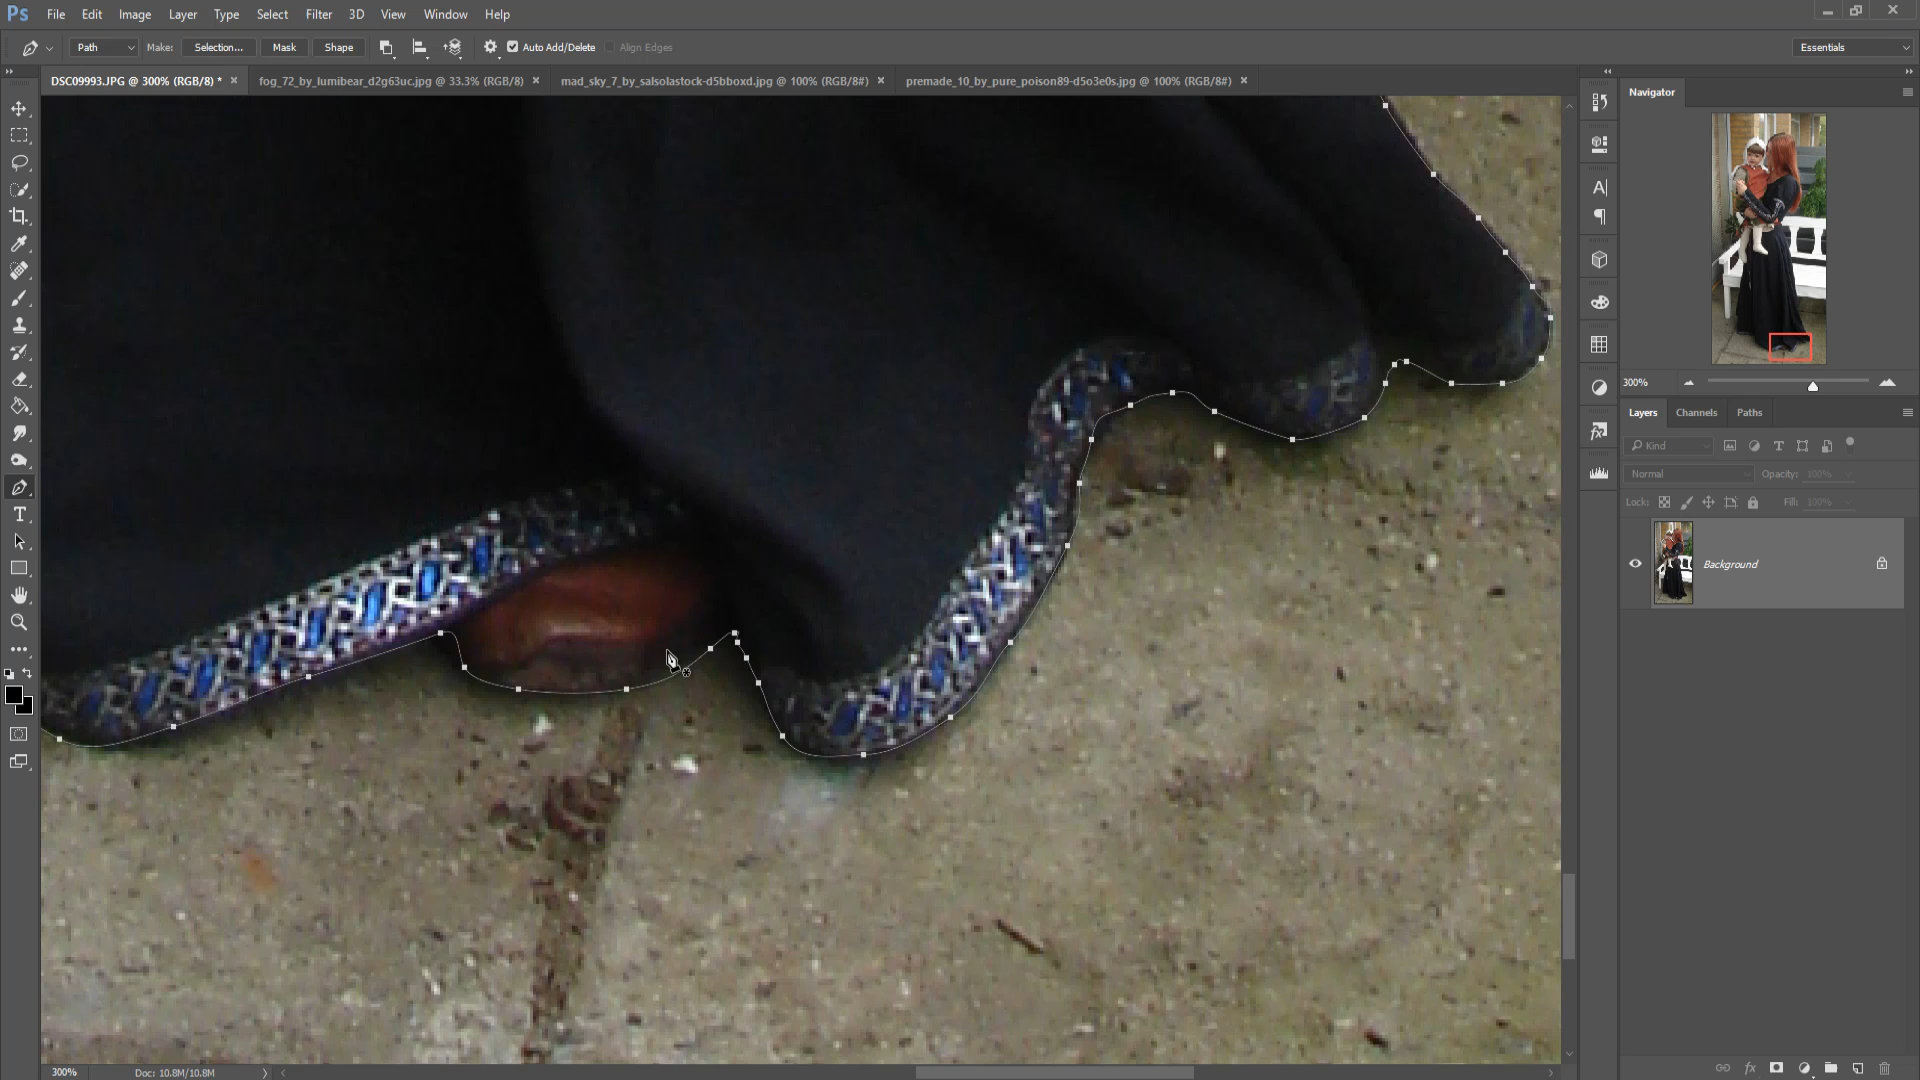 Ps File Edit Image Layer Type Select Filter 3D View Window Help
Path Make: Selection... Mask Shape Auto Add/Delete Align Edges Essentials
DSC09993.JPG @ 300% (RGB/8) * fog_72_by_lumibear_d2g63uc.jpg @ 33.3% (RGB/8) mad_sky_7_by_salsolastock-d5bboxd.jpg @ 100% (RGB/8#) premade_10_by_pure_poison89-d5o3e0s.jpg @ 100% (RGB/8#)
Navigator
300%
Layers Channels Paths
Kind
Normal Opacity: 100%
Lock: Fill: 100%
Background
300% Doc: 10.8M/10.8M